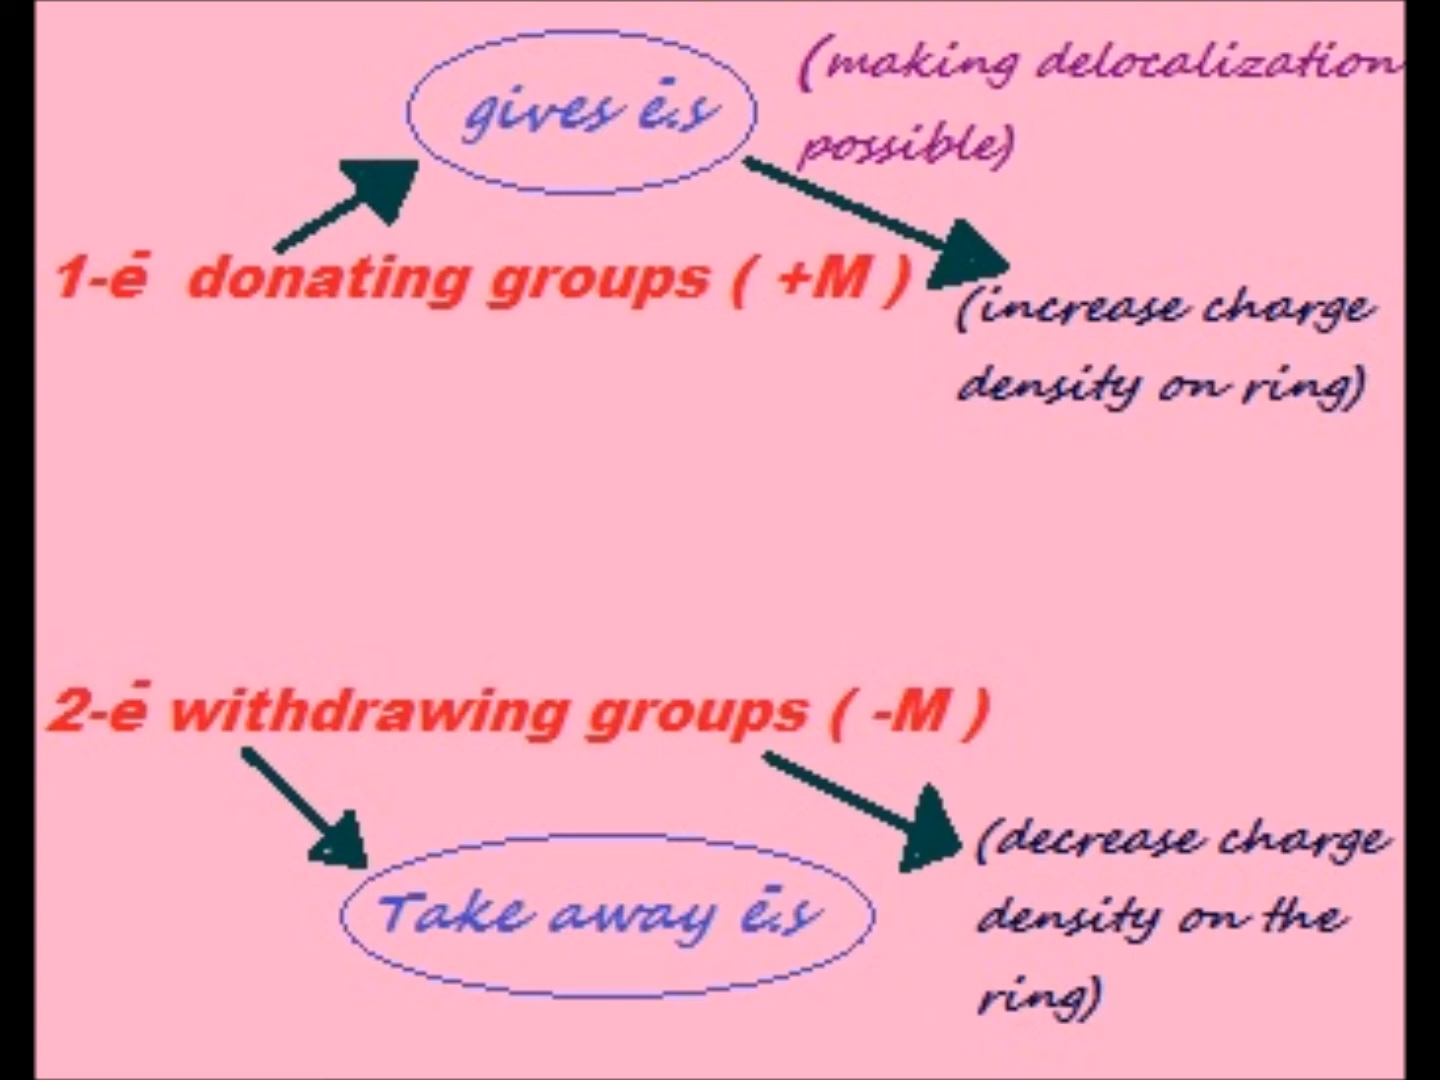 gives ē.s
(making delocalization
possible)
1-ē donating groups ( +M )
(increase charge
density on ring)
2-ē withdrawing groups ( -M )
Take away ē.s
(decrease charge
density on the
ring)